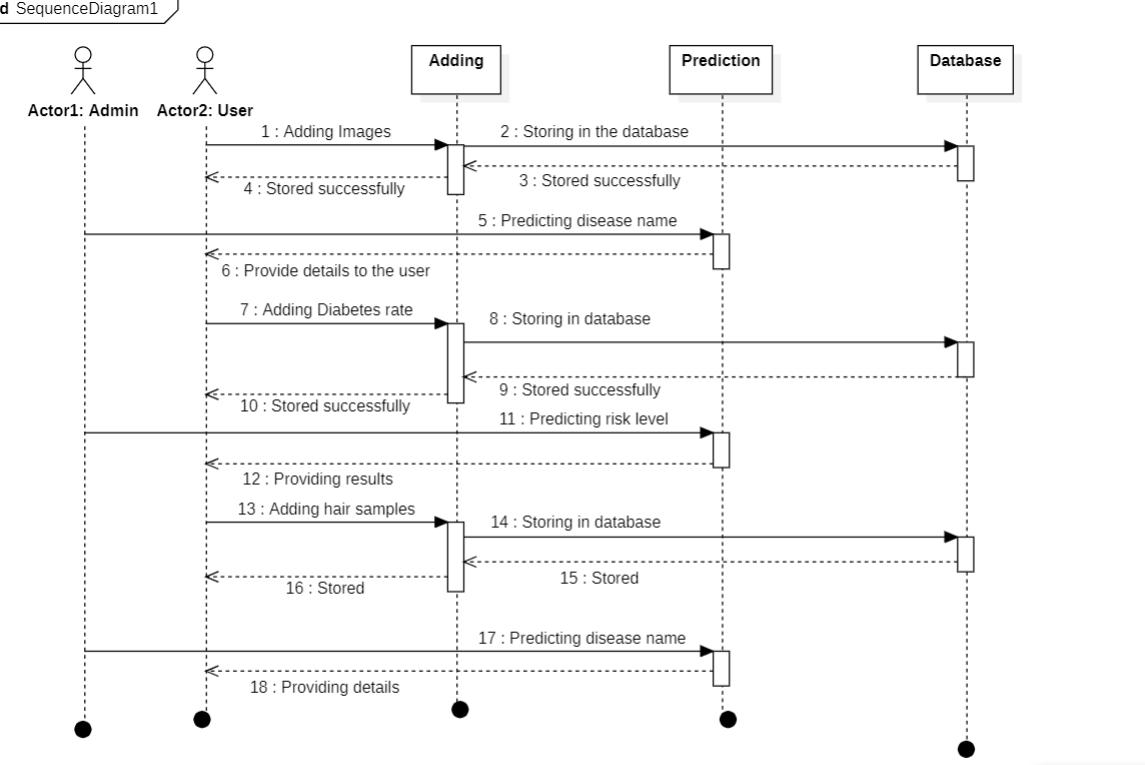 d SequenceDiagram1
Adding
Prediction
Database
Actor1: Admin
Actor2: User
1 : Adding Images
2 : Storing in the database
3 : Stored successfully
4 : Stored successfully
5 : Predicting disease name
6 : Provide details to the user
7 : Adding Diabetes rate
8 : Storing in database
9 : Stored successfully
10 : Stored successfully
11 : Predicting risk level
12 : Providing results
13 : Adding hair samples
14 : Storing in database
15 : Stored
16 : Stored
17 : Predicting disease name
18 : Providing details